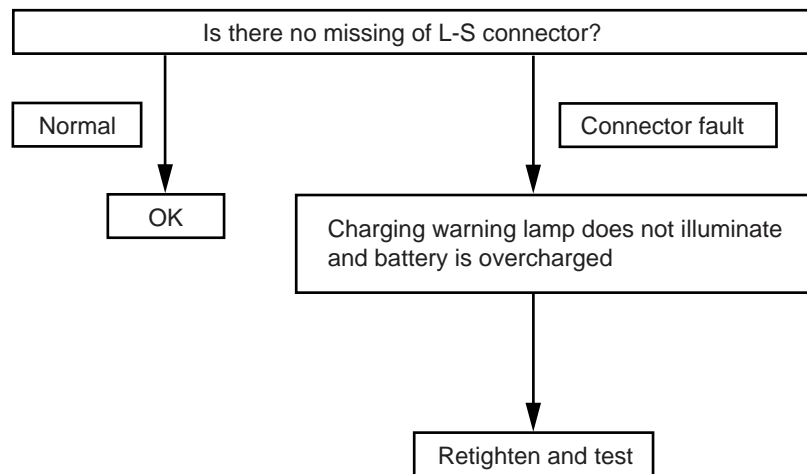 Is there no missing of L-S connector?
Normal
Connector fault
OK
Charging warning lamp does not illuminate
and battery is overcharged
Retighten and test